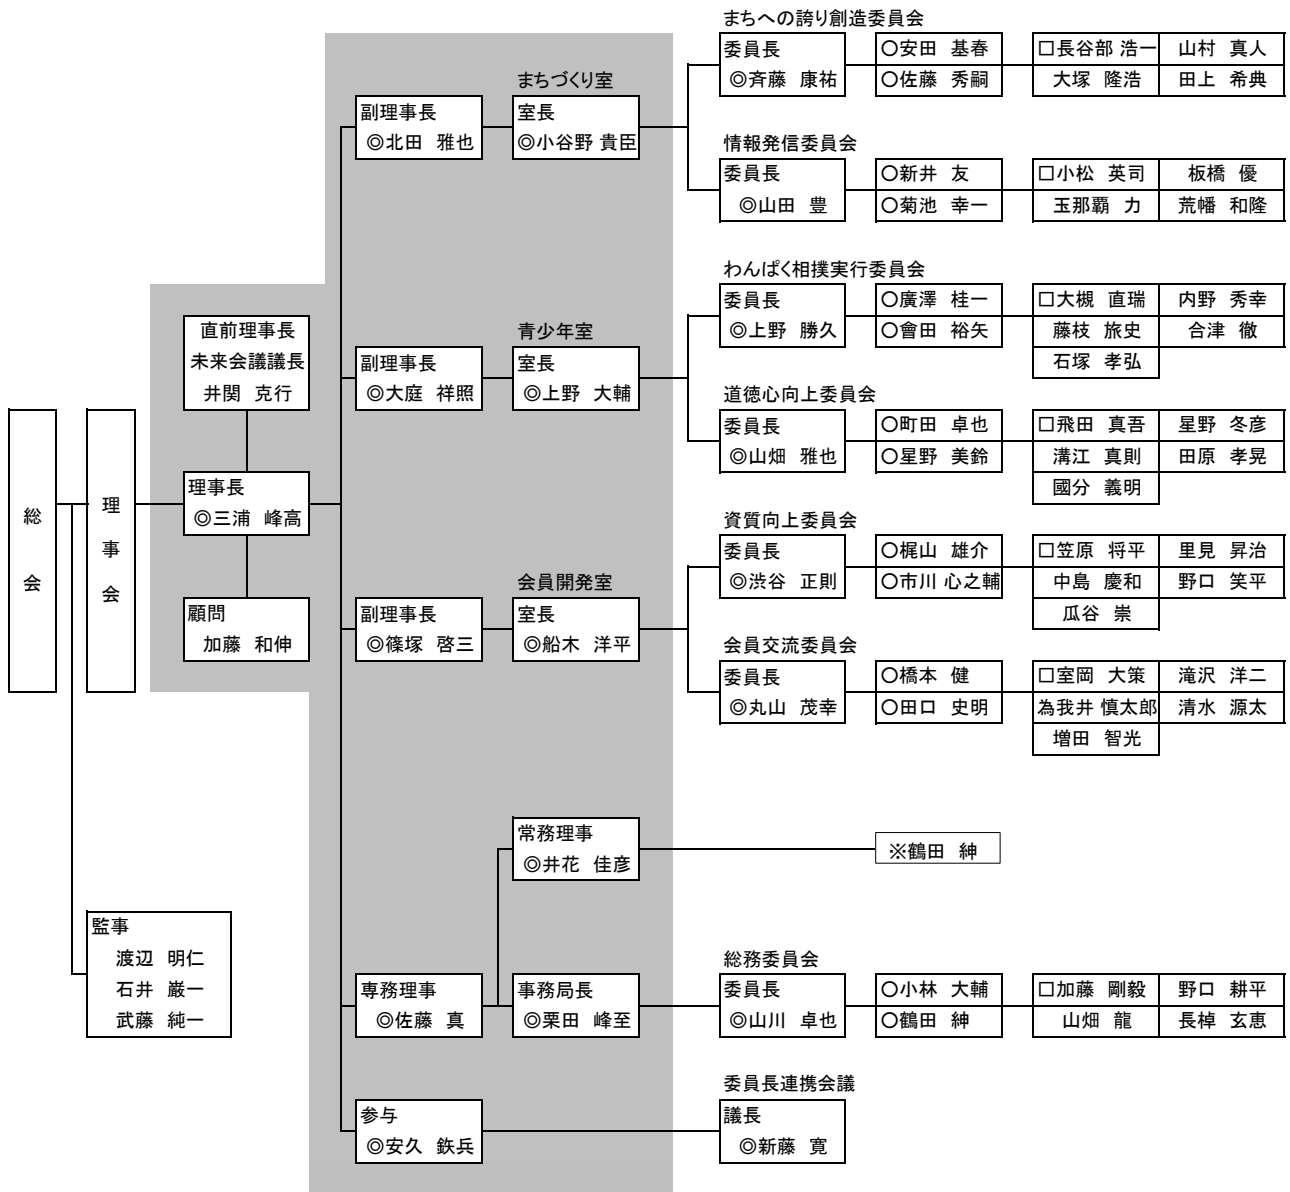 総会
理事会
監事
渡辺 明仁
石井 巌一
武藤 純一
直前理事長
未来会議議長
井関 克行
理事長
◎三浦 峰高
顧問
加藤 和伸
副理事長
◎北田 雅也
まちづくり室
室長
◎小谷野 貴臣
まちへの誇り創造委員会
委員長
◎斉藤 康祐
〇安田 基春
〇佐藤 秀嗣
□長谷部 浩一 山村 真人
大塚 隆浩 田上 希典
情報発信委員会
委員長
◎山田 豊
〇新井 友
〇菊池 幸一
□小松 英司 板橋 優
玉那覇 力 荒幡 和隆
副理事長
◎大庭 祥照
青少年室
室長
◎上野 大輔
わんぱく相撲実行委員会
委員長
◎上野 勝久
〇廣澤 桂一
〇會田 裕矢
□大槻 直瑞 内野 秀幸
藤枝 旅史 合津 徹
石塚 孝弘
道徳心向上委員会
委員長
◎山畑 雅也
〇町田 卓也
〇星野 美鈴
□飛田 真吾 星野 冬彦
溝江 真則 田原 孝晃
國分 義明
副理事長
◎篠塚 啓三
会員開発室
室長
◎船木 洋平
資質向上委員会
委員長
◎渋谷 正則
〇梶山 雄介
〇市川 心之輔
□笠原 将平 里見 昇治
中島 慶和 野口 笑平
瓜谷 崇
会員交流委員会
委員長
◎丸山 茂幸
〇橋本 健
〇田口 史明
□室岡 大策 滝沢 洋二
為我井 慎太郎 清水 源太
増田 智光
常務理事
◎井花 佳彦
※鶴田 紳
専務理事
◎佐藤 真
事務局長
◎栗田 峰至
総務委員会
委員長
◎山川 卓也
〇小林 大輔
〇鶴田 紳
□加藤 剛毅 野口 耕平
山畑 龍 長棹 玄恵
参与
◎安久 鉄兵
委員長連携会議
議長
◎新藤 寛